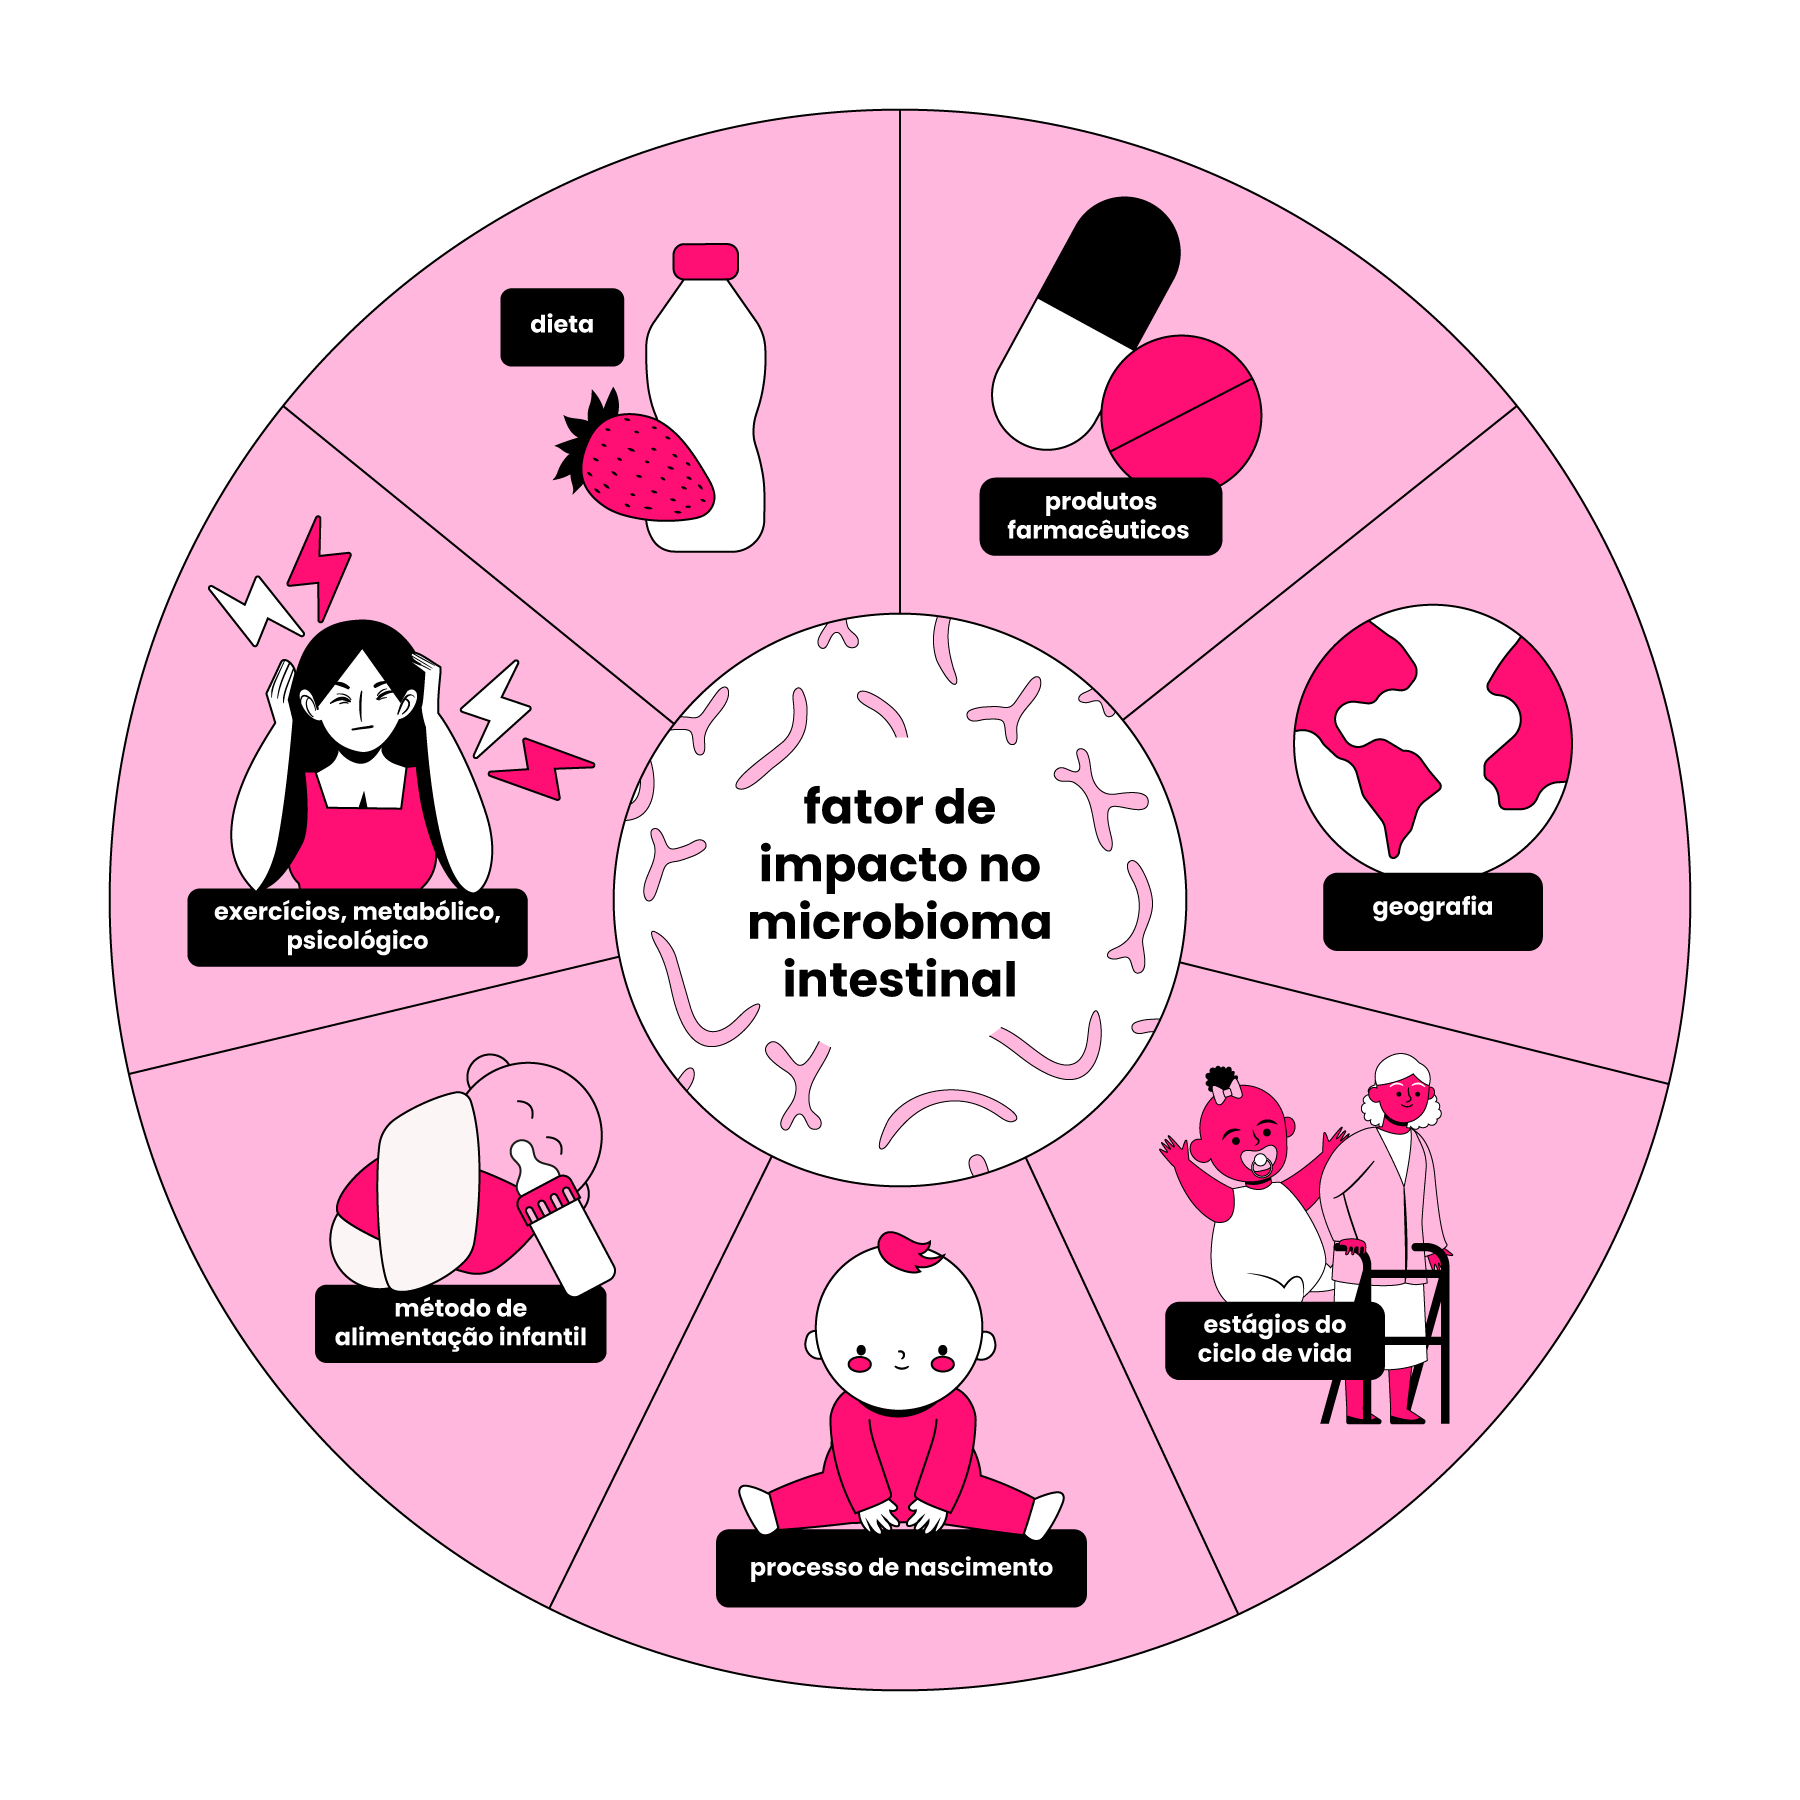 dieta
produtos
farmacêuticos
geografia
estágios do
ciclo de vida
processo de nascimento
método de
alimentação infantil
exercícios, metabólico,
psicológico
fator de
impacto no
microbioma
intestinal